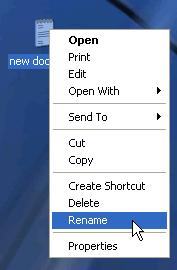 Open
Print
Edit
new doc
Open With
Send To
Cut
Copy
Create Shortcut
Delete
Rename
Properties